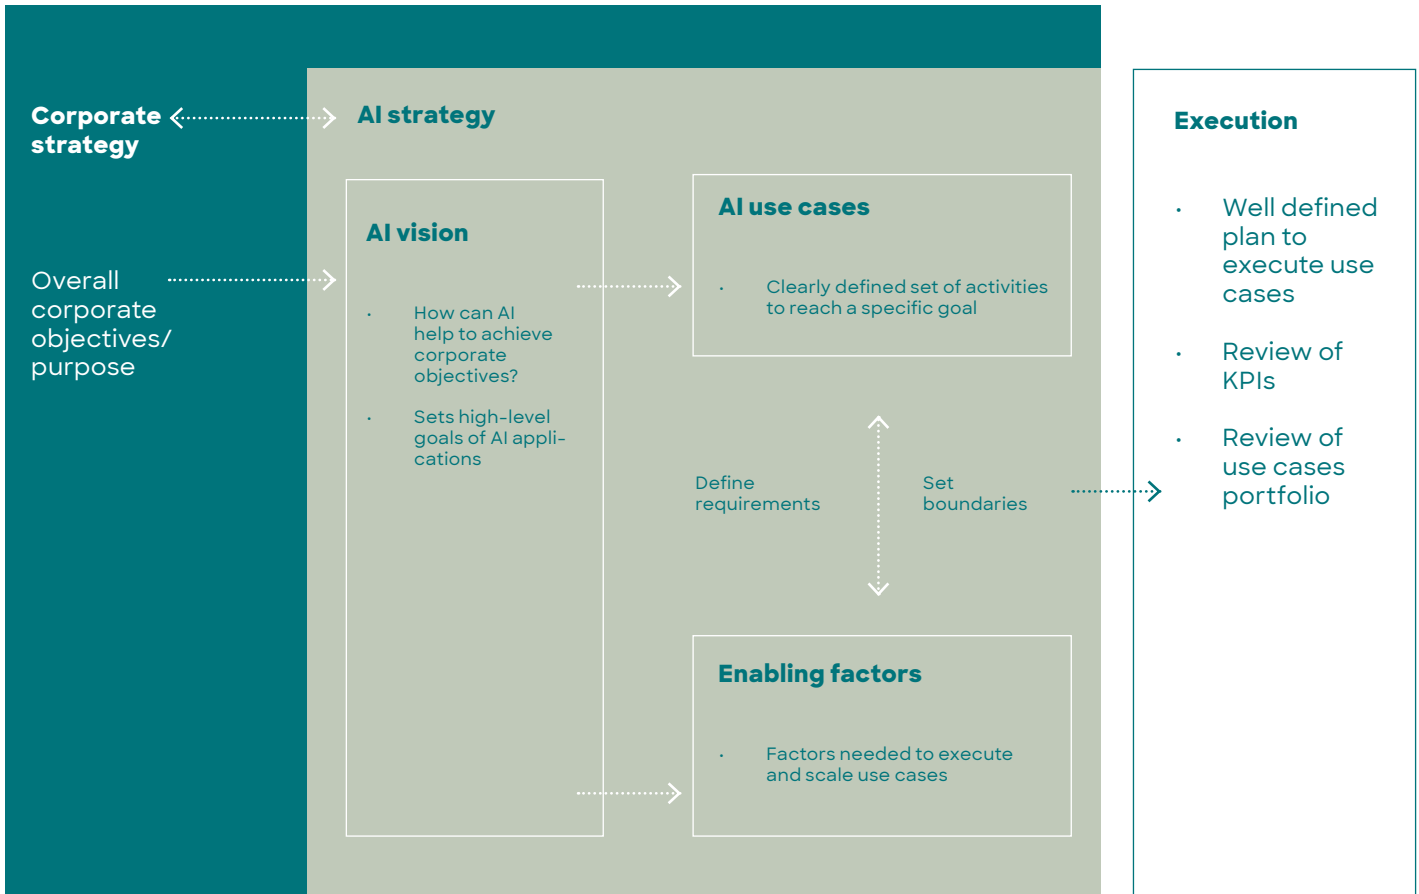 Corporate
strategy
Overall
corporate
objectives/
purpose
AI strategy
AI vision
• How can AI
help to achieve
corporate
objectives?
• Sets high-level
goals of AI appli-
cations
AI use cases
• Clearly defined set of activities
to reach a specific goal
Define
requirements
Set
boundaries
Enabling factors
• Factors needed to execute
and scale use cases
Execution
• Well defined
plan to
execute use
cases
• Review of
KPIs
• Review of
use cases
portfolio